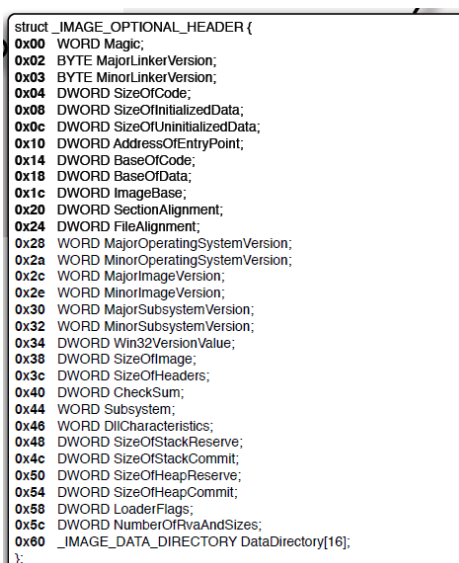 struct _IMAGE_OPTIONAL_HEADER {
0x00 WORD Magic;
0x02 BYTE MajorLinkerVersion;
0x03 BYTE MinorLinkerVersion;
0x04 DWORD SizeOfCode;
0x08 DWORD SizeOfInitializedData;
0x0c DWORD SizeOfUninitializedData;
0x10 DWORD AddressOfEntryPoint;
0x14 DWORD BaseOfCode;
0x18 DWORD BaseOfData;
0x1c DWORD ImageBase;
0x20 DWORD SectionAlignment;
0x24 DWORD FileAlignment;
0x28 WORD MajorOperatingSystemVersion;
0x2a WORD MinorOperatingSystemVersion;
0x2c WORD MajorImageVersion;
0x2e WORD MinorImageVersion;
0x30 WORD MajorSubsystemVersion;
0x32 WORD MinorSubsystemVersion;
0x34 DWORD Win32VersionValue;
0x38 DWORD SizeOfImage;
0x3c DWORD SizeOfHeaders;
0x40 DWORD CheckSum;
0x44 WORD Subsystem;
0x46 WORD DllCharacteristics;
0x48 DWORD SizeOfStackReserve;
0x4c DWORD SizeOfStackCommit;
0x50 DWORD SizeOfHeapReserve;
0x54 DWORD SizeOfHeapCommit;
0x58 DWORD LoaderFlags;
0x5c DWORD NumberOfRvaAndSizes;
0x60 _IMAGE_DATA_DIRECTORY DataDirectory[16];
};